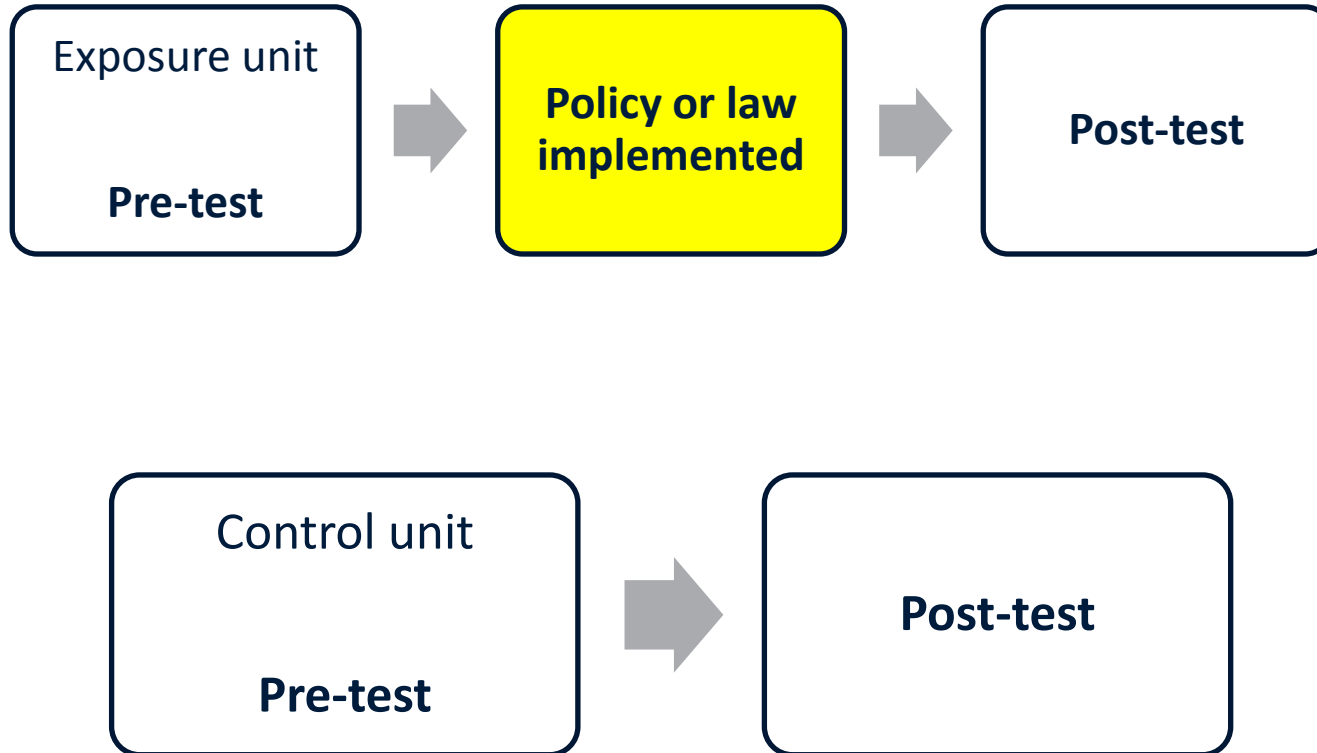 Exposure unit
Pre-test
Policy or law
implemented
Post-test
Control unit
Pre-test
Post-test